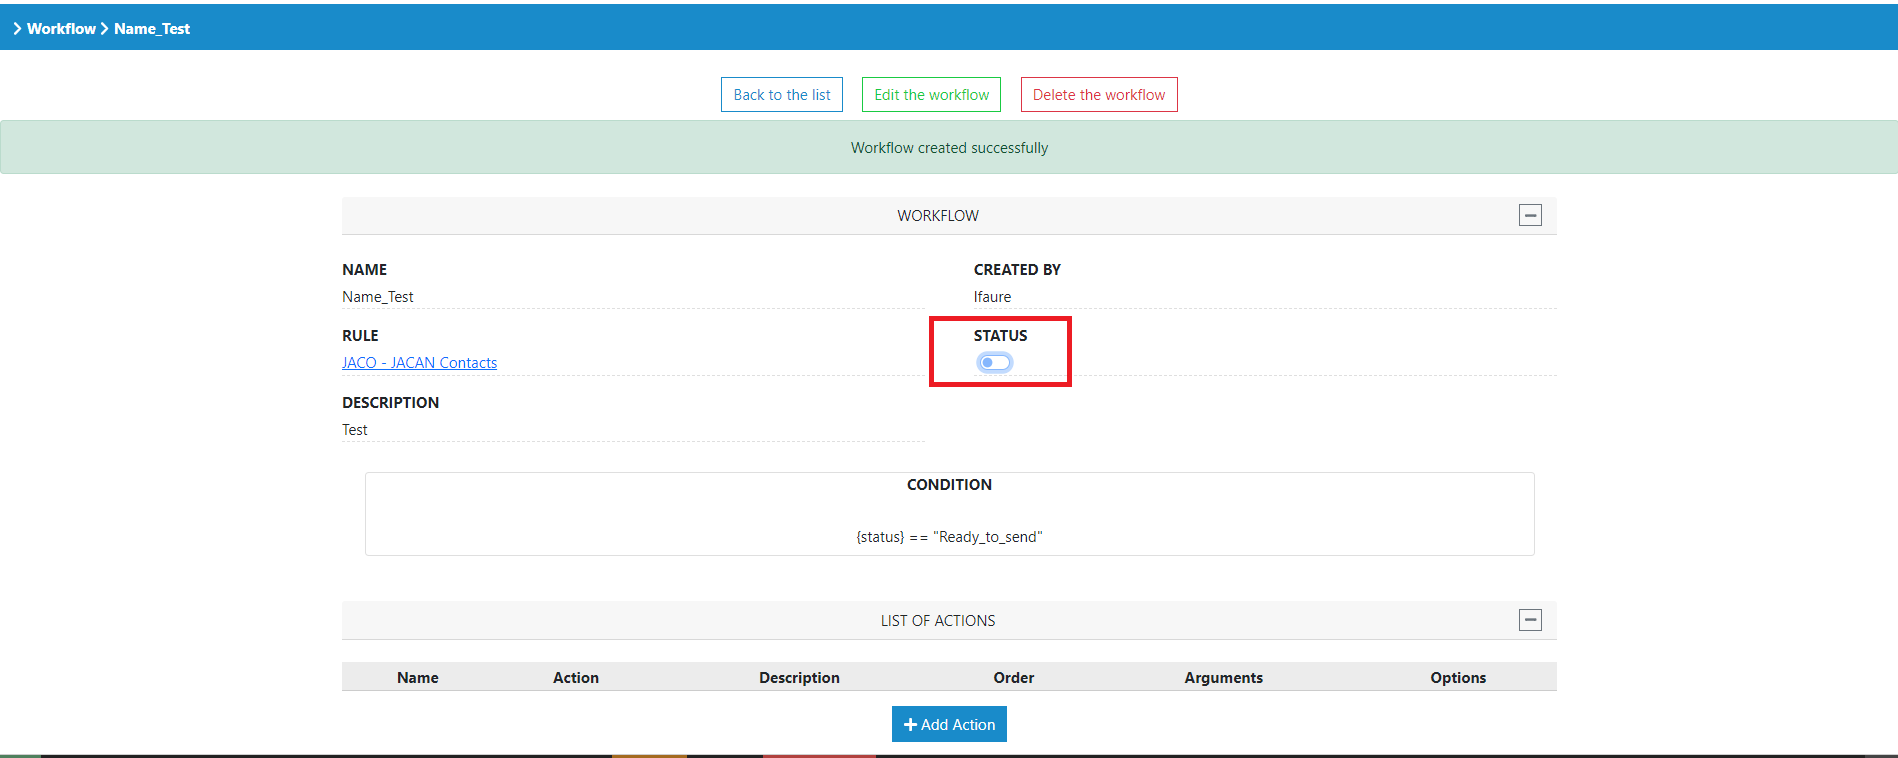 Workflow Name_Test
Back to the list Edit the workflow Delete the workflow
Workflow created successfully
WORKFLOW
NAME CREATED BY
Name_Test lfaure
RULE STATUS
JACO - JACAN Contacts
DESCRIPTION
Test
CONDITION
{status} == "Ready_to_send"
LIST OF ACTIONS
Name Action Description Order Arguments Options
Add Action